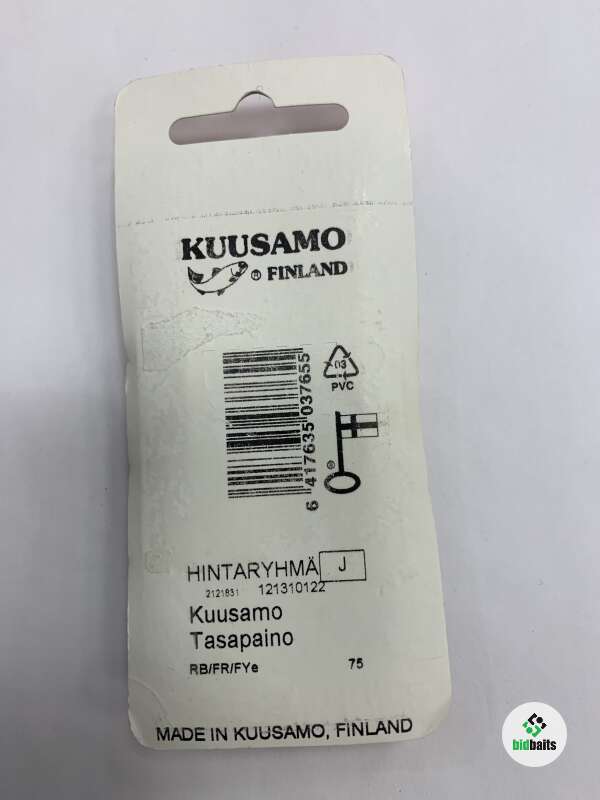 KUUSAMO
® FINLAND
03
PVC
6 417635 037655
®
HINTARYHMÄ J
2121831 121310122
Kuusamo
Tasapaino
RB/FR/FYe 75
MADE IN KUUSAMO, FINLAND
bidbaits